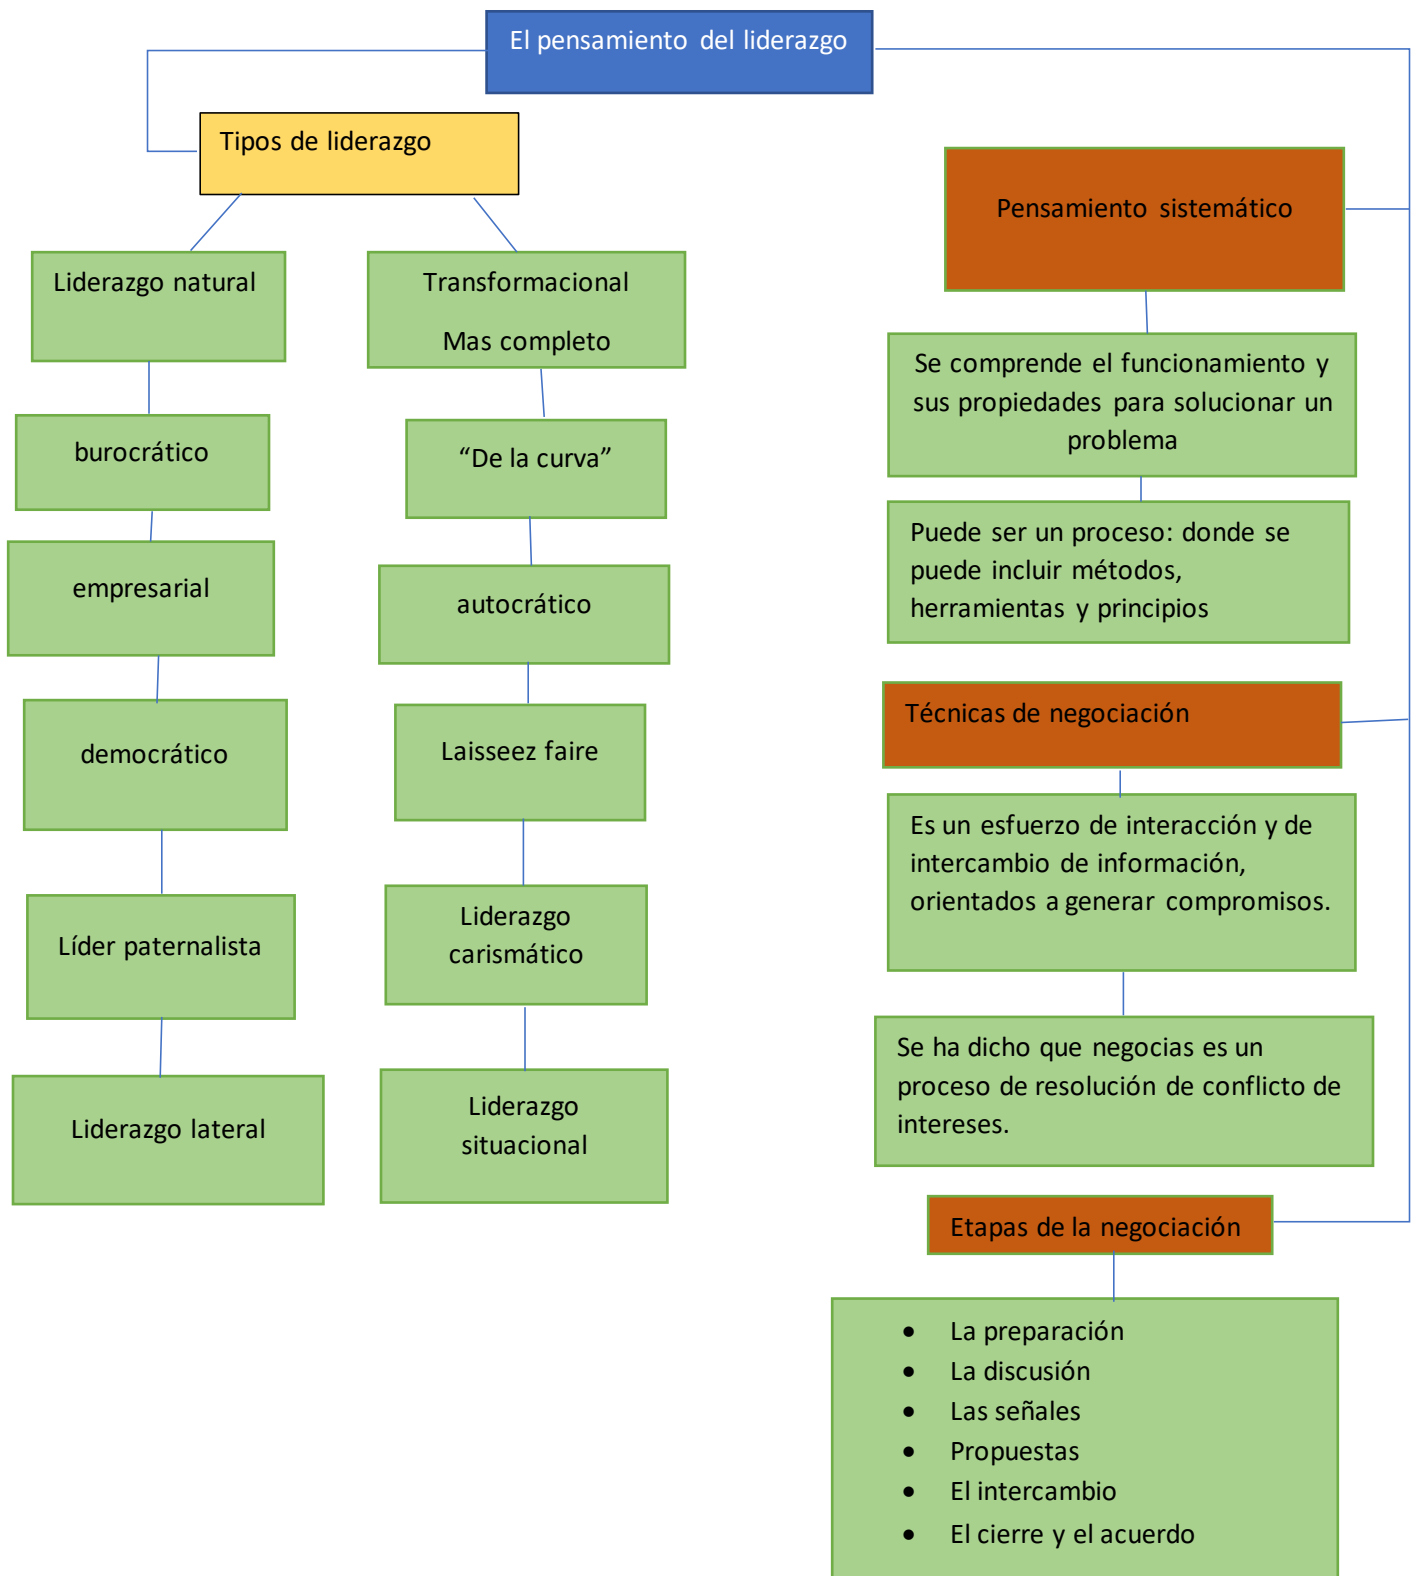 El pensamiento del liderazgo
Tipos de liderazgo
Liderazgo natural
burocrático
empresarial
democrático
Líder paternalista
Liderazgo lateral
Transformacional
Mas completo
“De la curva”
autocrático
Laisseez faire
Liderazgo
carismático
Liderazgo
situacional
Pensamiento sistemático
Se comprende el funcionamiento y
sus propiedades para solucionar un
problema
Puede ser un proceso: donde se
puede incluir métodos,
herramientas y principios
Técnicas de negociación
Es un esfuerzo de interacción y de
intercambio de información,
orientados a generar compromisos.
Se ha dicho que negocias es un
proceso de resolución de conflicto de
intereses.
Etapas de la negociación
• La preparación
• La discusión
• Las señales
• Propuestas
• El intercambio
• El cierre y el acuerdo